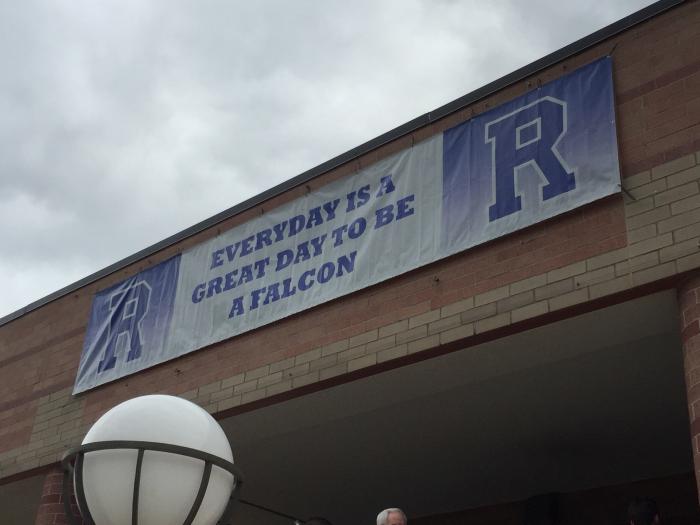 R
EVERYDAY IS A
GREAT DAY TO BE
A FALCON
R